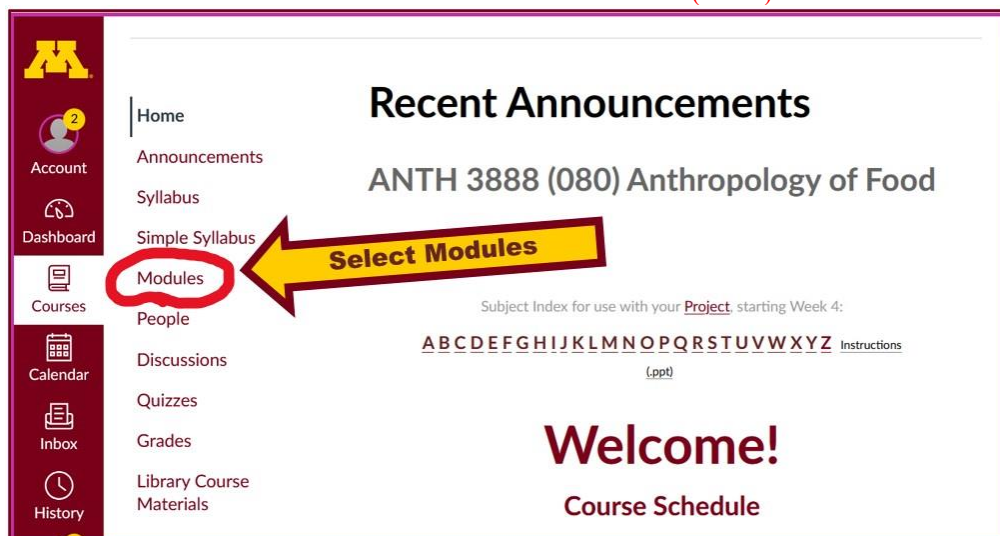 M
2
Account
Dashboard
Courses
Calendar
Inbox
History
Home
Announcements
Syllabus
Simple Syllabus
Modules
People
Discussions
Quizzes
Grades
Library Course
Materials
Select Modules
Recent Announcements
ANTH 3888 (080) Anthropology of Food
Subject Index for use with your Project, starting Week 4:
A B C D E F G H I J K L M N O P Q R S T U V W X Y Z Instructions
(.ppt)
Welcome!
Course Schedule